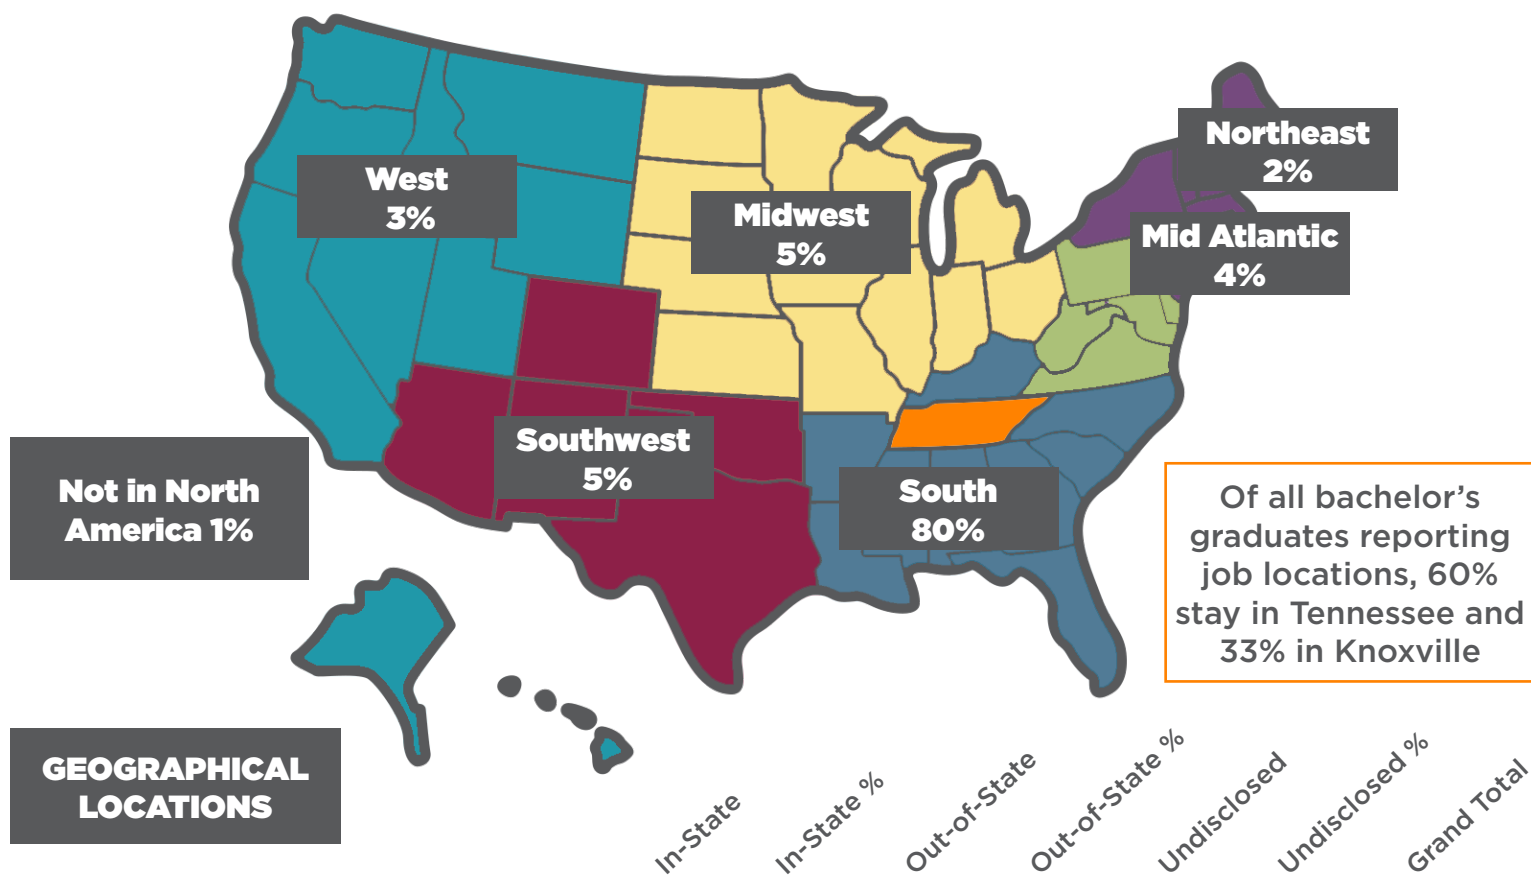 Northeast
2%
West
3%
Midwest
5%
Mid Atlantic
4%
Southwest
5%
Not in North
America 1%
South
80%
Of all bachelor's
graduates reporting
job locations, 60%
stay in Tennessee and
33% in Knoxville
GEOGRAPHICAL
LOCATIONS
In-State
In-State %
Out-of-State
Out-of-State %
Undisclosed
Undisclosed %
Grand Total